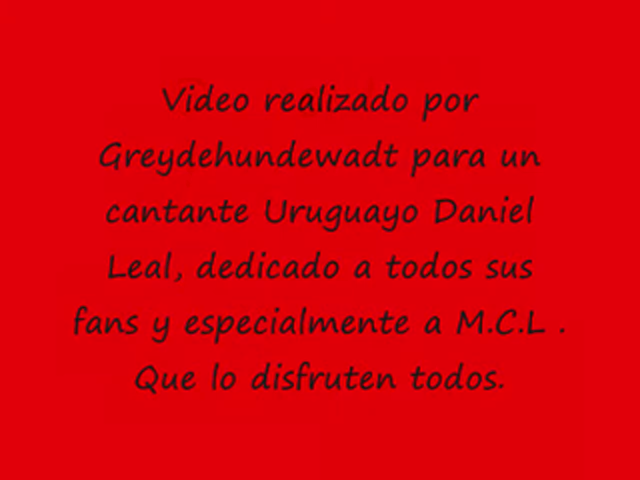 Video realizado por
Greydehundewadt para un
cantante Uruguayo Daniel
Leal, dedicado a todos sus
fans y especialmente a M.C.L .
Que lo disfruten todos.